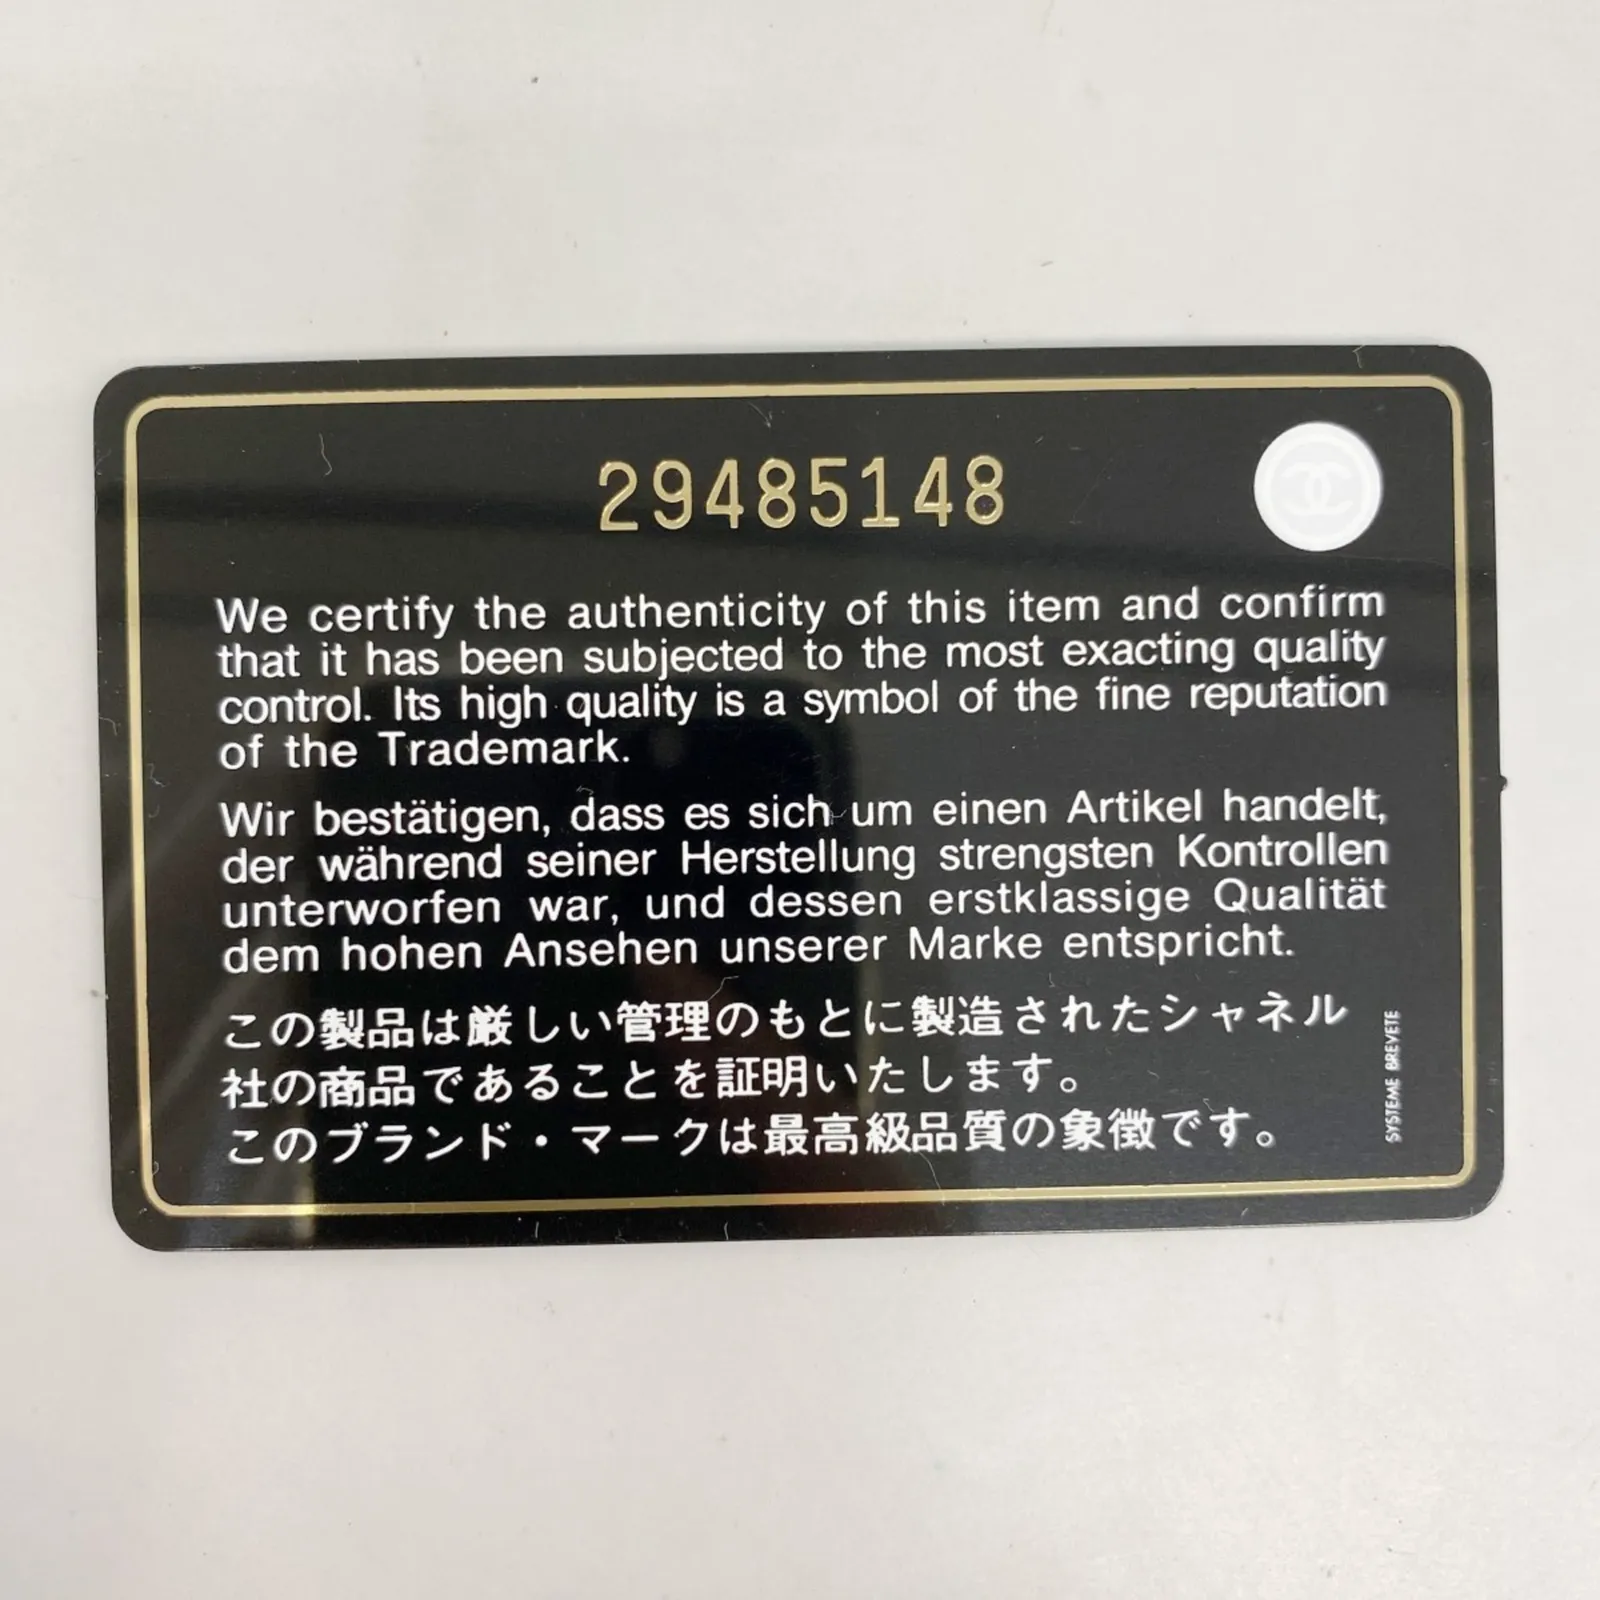 29485148
We certify the authenticity of this item and confirm
that it has been subjected to the most exacting quality
control. Its high quality is a symbol of the fine reputation
of the Trademark.
Wir bestätigen, dass es sich um einen Artikel handelt,
der während seiner Herstellung strengsten Kontrollen
unterworfen war, und dessen erstklassige Qualität
dem hohen Ansehen unserer Marke entspricht.
この製品は厳しい管理のもとに製造されたシャネル
社の商品であることを証明いたします。
このブランド・マークは最高級品質の象徴です。
SYSTEME BREVETE